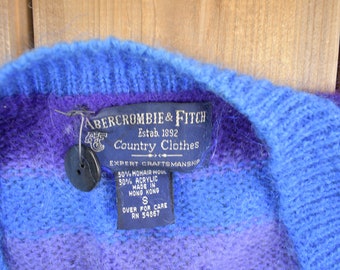 ABERCROMBIE & FITCH
Estab. 1892
Country Clothes
EXPERT CRAFTSMANSHIP
50% MOHAIR WOOL
50% ACRYLIC
MADE IN
HONG KONG
S
OVER FOR CARE
RN 54867